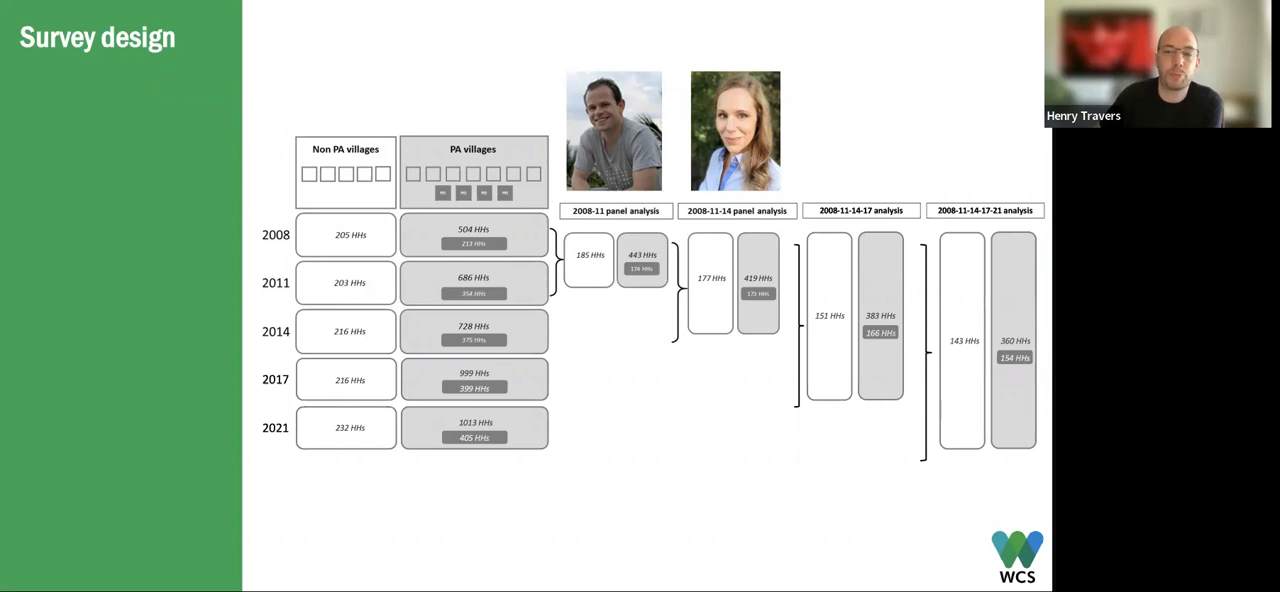 Survey design
Henry Travers
Non PA villages
PA villages
2008-11 panel analysis
2008-11-14 panel analysis
2008-11-14-17 analysis
2008-11-14-17-21 analysis
2008
205 HHs
504 HHs
213 HHs
2011
203 HHs
686 HHs
354 HHs
2014
216 HHs
728 HHs
375 HHs
2017
216 HHs
999 HHs
399 HHs
2021
232 HHs
1013 HHs
405 HHs
185 HHs
443 HHs
174 HHs
177 HHs
419 HHs
173 HHs
151 HHs
383 HHs
166 HHs
143 HHs
360 HHs
154 HHs
WCS